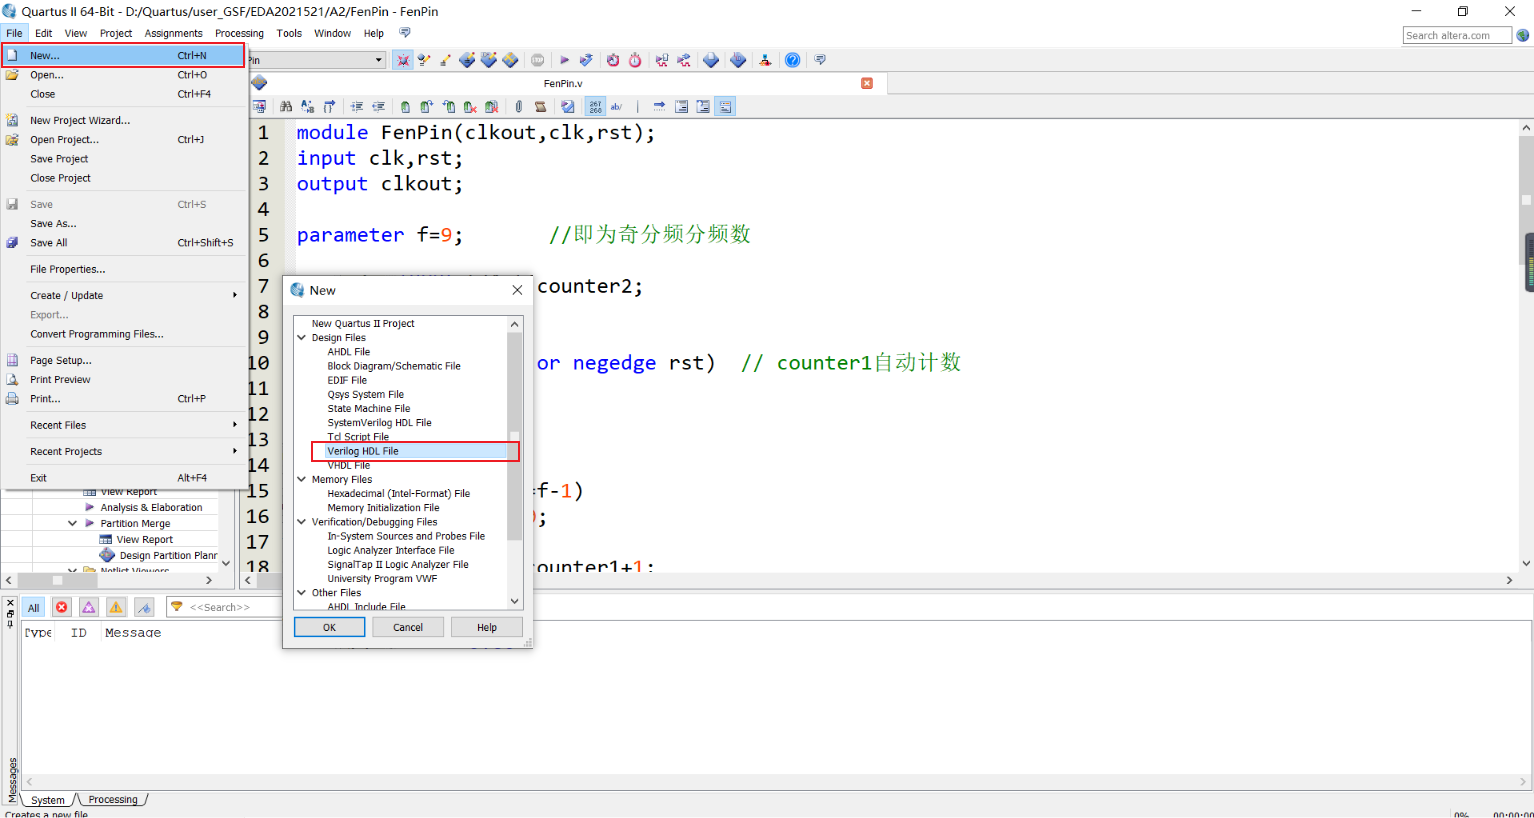 Quartus II 64-Bit - D:/Quartus/user_GSF/EDA2021521/A2/FenPin - FenPin
File Edit View Project Assignments Processing Tools Window Help
Search altera.com
New... Ctrl+N
Open... Ctrl+O
Close Ctrl+F4
New Project Wizard...
Open Project... Ctrl+J
Save Project
Close Project
Save Ctrl+S
Save As...
Save All Ctrl+Shift+S
File Properties...
Create / Update
Export...
Convert Programming Files...
Page Setup...
Print Preview
Print... Ctrl+P
Recent Files
Recent Projects
Exit Alt+F4
View Report
Analysis & Elaboration
Partition Merge
View Report
Design Partition Plann
Netlist Viewers
FenPin.v
267
268
ab/
1 module FenPin(clkout,clk,rst);
2 input clk,rst;
3 output clkout;
4
5 parameter f=9; //即为奇分频分频数
6
7 counter2;
8
9
10 or negedge rst) // counter1自动计数
11
12
13
14
15 =f-1)
16 ;
17
18 counter1+1;
New
New Quartus II Project
Design Files
AHDL File
Block Diagram/Schematic File
EDIF File
Qsys System File
State Machine File
SystemVerilog HDL File
Tcl Script File
Verilog HDL File
VHDL File
Memory Files
Hexadecimal (Intel-Format) File
Memory Initialization File
Verification/Debugging Files
In-System Sources and Probes File
Logic Analyzer Interface File
SignalTap II Logic Analyzer File
University Program VWF
Other Files
AHDL Include File
OK Cancel Help
All <<Search>>
Type ID Message
Messages
System Processing
Creates a new file
0% 00:00:00